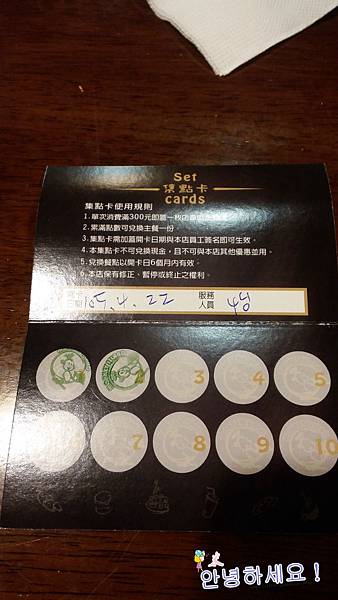 Set
集點卡
cards
集點卡使用規則
1.單次消費滿300元即蓋一枚店章
2.累滿點數可兌換主餐一份
3.集點卡需加蓋開卡日期與本店員工簽名即可生效。
4.本集點卡不可兌換現金，且不可與本店其他優惠並用。
5.兌換餐點以開卡日6個月內有效。
6.本店保有修正、暫停或終止之權利。
開卡日期 105.4.22 服務人員
3 4 5
6 7 8 9 10
안녕하세요!